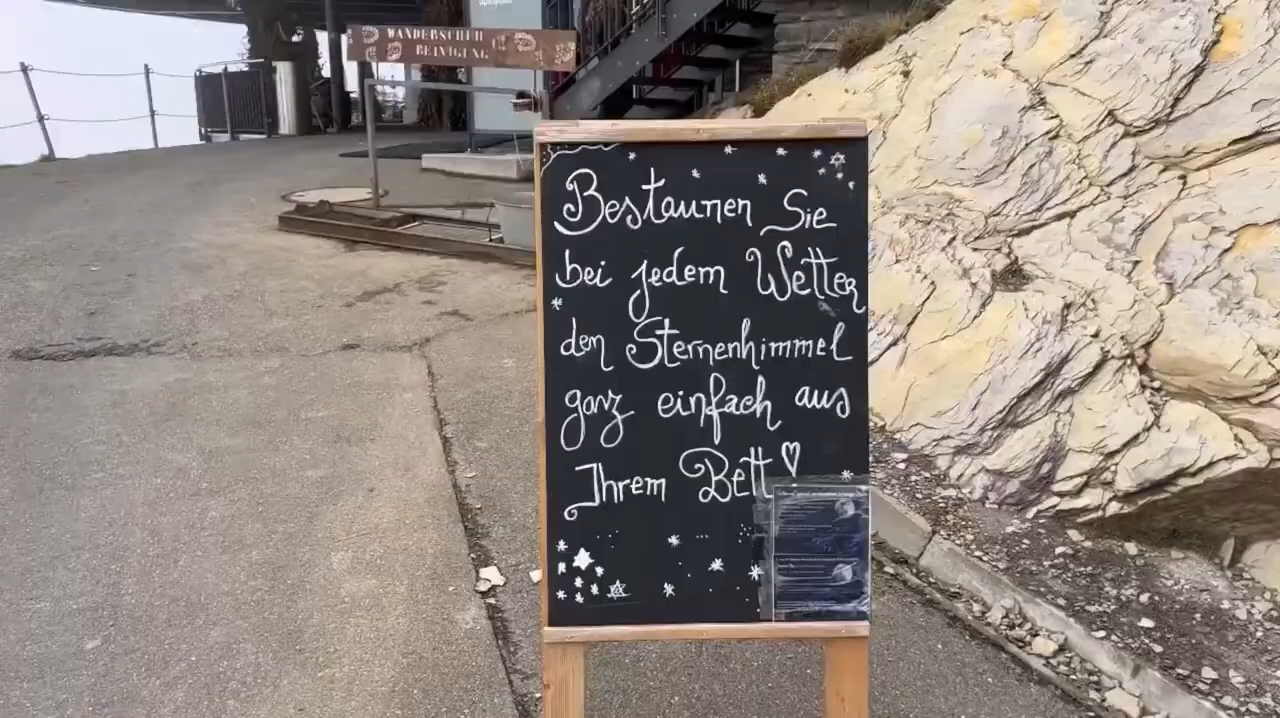 WANDERSCHUH
REINIGUNG
Bestaunen Sie
bei jedem Wetter
den Sternenhimmel
ganz einfach aus
Ihrem Bett